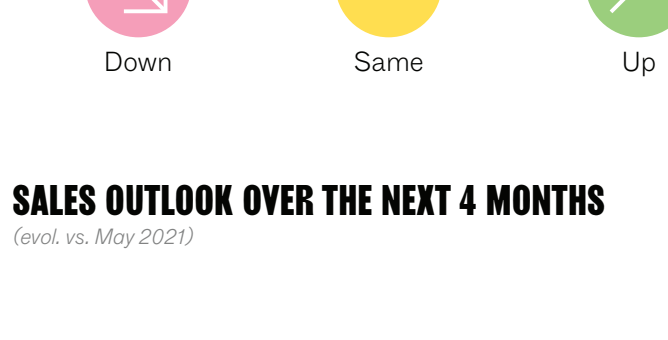 Down Same Up
SALES OUTLOOK OVER THE NEXT 4 MONTHS
(evol. vs. May 2021)